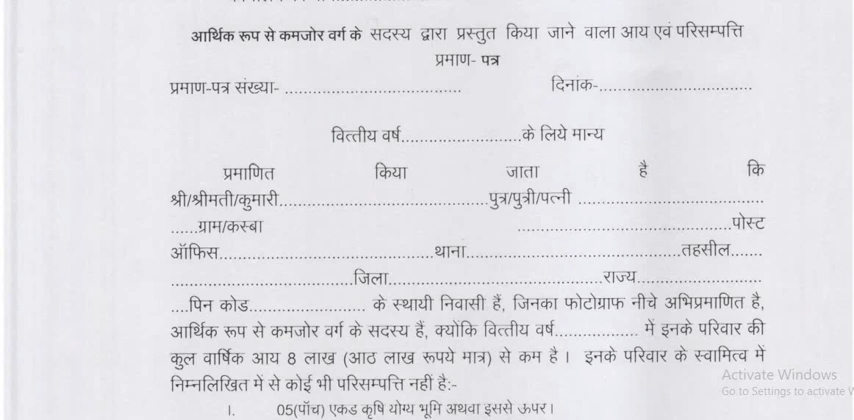 आर्थिक रूप से कमजोर वर्ग के सदस्य द्वारा प्रस्तुत किया जाने वाला आय एवं परिसम्पत्ति
प्रमाण- पत्र
प्रमाण-पत्र संख्या- ........................................ दिनांक-...................................
वित्तीय वर्ष...........................के लिये मान्य
प्रमाणित किया जाता है कि
श्री/श्रीमती/कुमारी...............................................पुत्र/पुत्री/पत्नी ..........................................
......ग्राम/कस्बा ................................................पोस्ट
ऑफिस................................................थाना................................................तहसील.......
.........................................जिला................................................राज्य............................
....पिन कोड.......................... के स्थायी निवासी हैं, जिनका फोटोग्राफ नीचे अभिप्रमाणित है,
आर्थिक रूप से कमजोर वर्ग के सदस्य हैं, क्योंकि वित्तीय वर्ष................... में इनके परिवार की
कुल वार्षिक आय 8 लाख (आठ लाख रूपये मात्र) से कम है। इनके परिवार के स्वामित्व में
निम्नलिखित में से कोई भी परिसम्पत्ति नहीं है:-
I. 05(पॉच) एकड कृषि योग्य भूमि अथवा इससे ऊपर।
Activate Windows
Go to Settings to activate